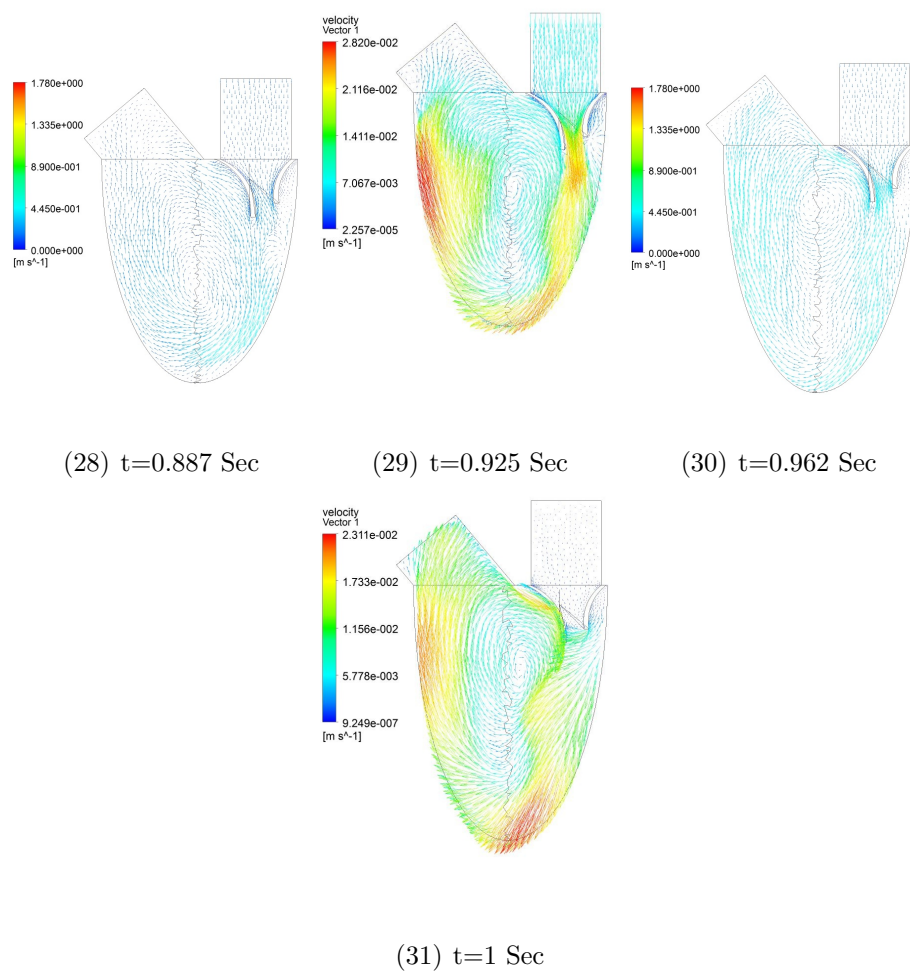 1.780e+000
1.335e+000
8.900e-001
4.450e-001
0.000e+000
[m s^-1]
velocity
Vector 1
2.820e-002
2.116e-002
1.411e-002
7.067e-003
2.257e-005
[m s^-1]
1.780e+000
1.335e+000
8.900e-001
4.450e-001
0.000e+000
[m s^-1]
(28) t=0.887 Sec
(29) t=0.925 Sec
(30) t=0.962 Sec
velocity
Vector 1
2.311e-002
1.733e-002
1.156e-002
5.778e-003
9.249e-007
[m s^-1]
(31) t=1 Sec